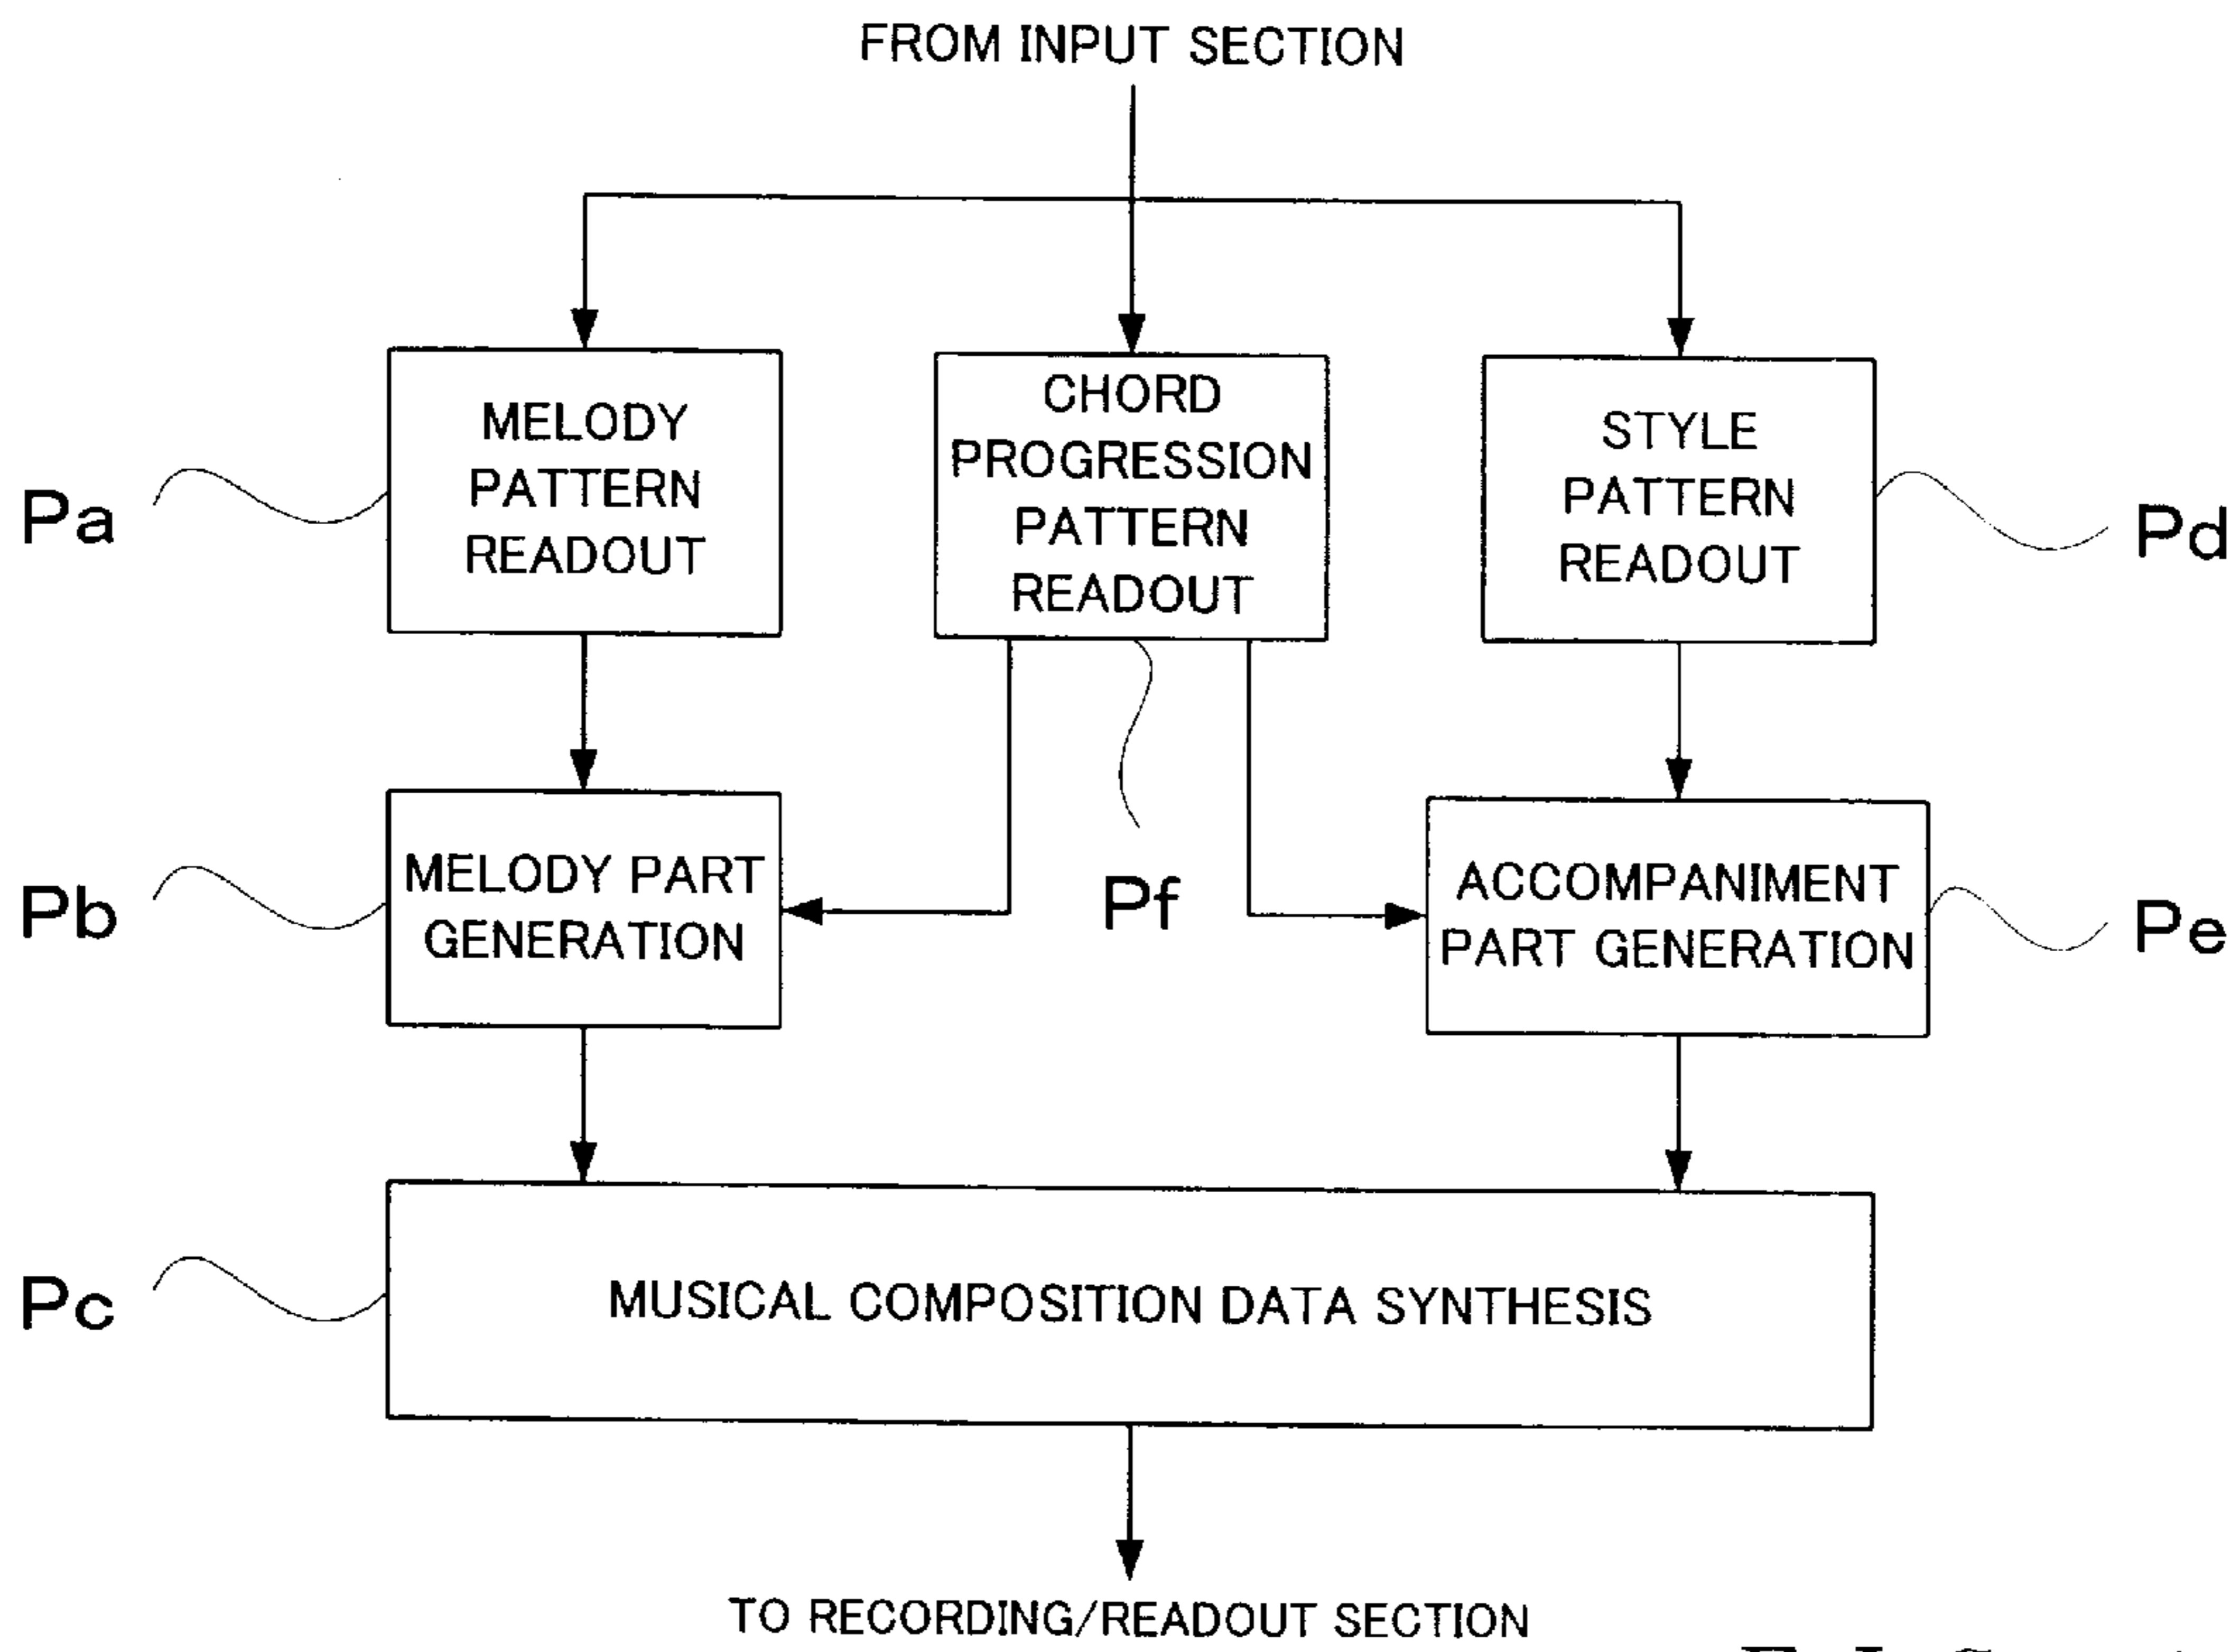 FROM INPUT SECTION
MELODY
PATTERN
READOUT
CHORD
PROGRESSION
PATTERN
READOUT
STYLE
PATTERN
READOUT
Pa
Pd
MELODY PART
GENERATION
ACCOMPANIMENT
PART GENERATION
Pb
Pf
Pe
MUSICAL COMPOSITION DATA SYNTHESIS
Pc
TO RECORDING/READOUT SECTION